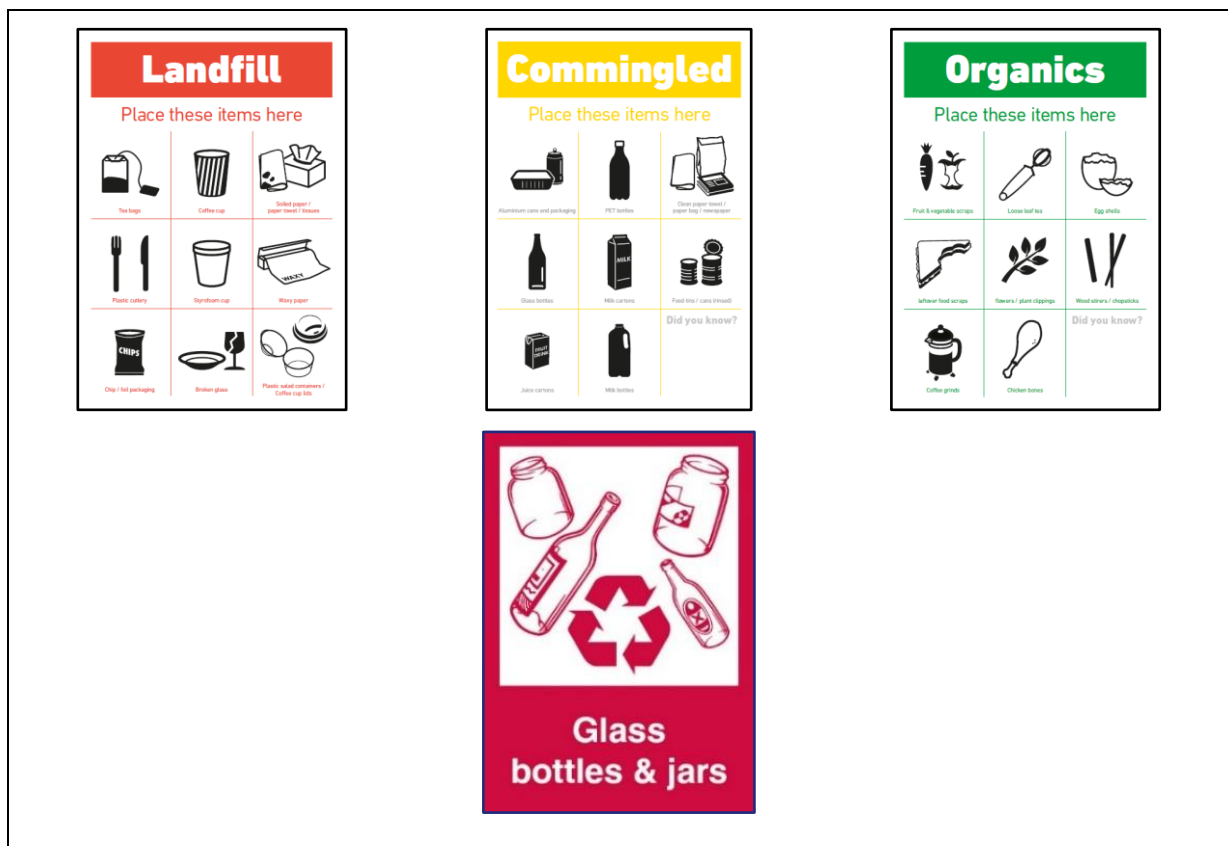 Landfill
Place these items here
Tea bags
Coffee cup
Soiled paper /
paper towel / tissues
Plastic cutlery
Styrofoam cup
WAXY
Waxy paper
CHIPS
Chip / foil packaging
Broken glass
Plastic salad containers /
Coffee cup lids
Commingled
Place these items here
Aluminium cans and packaging
PET bottles
Clean paper towel /
paper bag / newspaper
Glass bottles
MILK
Milk cartons
Food tins / cans (rinsed)
FRUIT
DRINK
Juice cartons
Milk bottles
Did you know?
Organics
Place these items here
Fruit & vegetable scraps
Loose leaf tea
Egg shells
leftover food scraps
flowers / plant clippings
Wood stirers / chopsticks
Coffee grinds
Chicken bones
Did you know?
Glass
bottles & jars